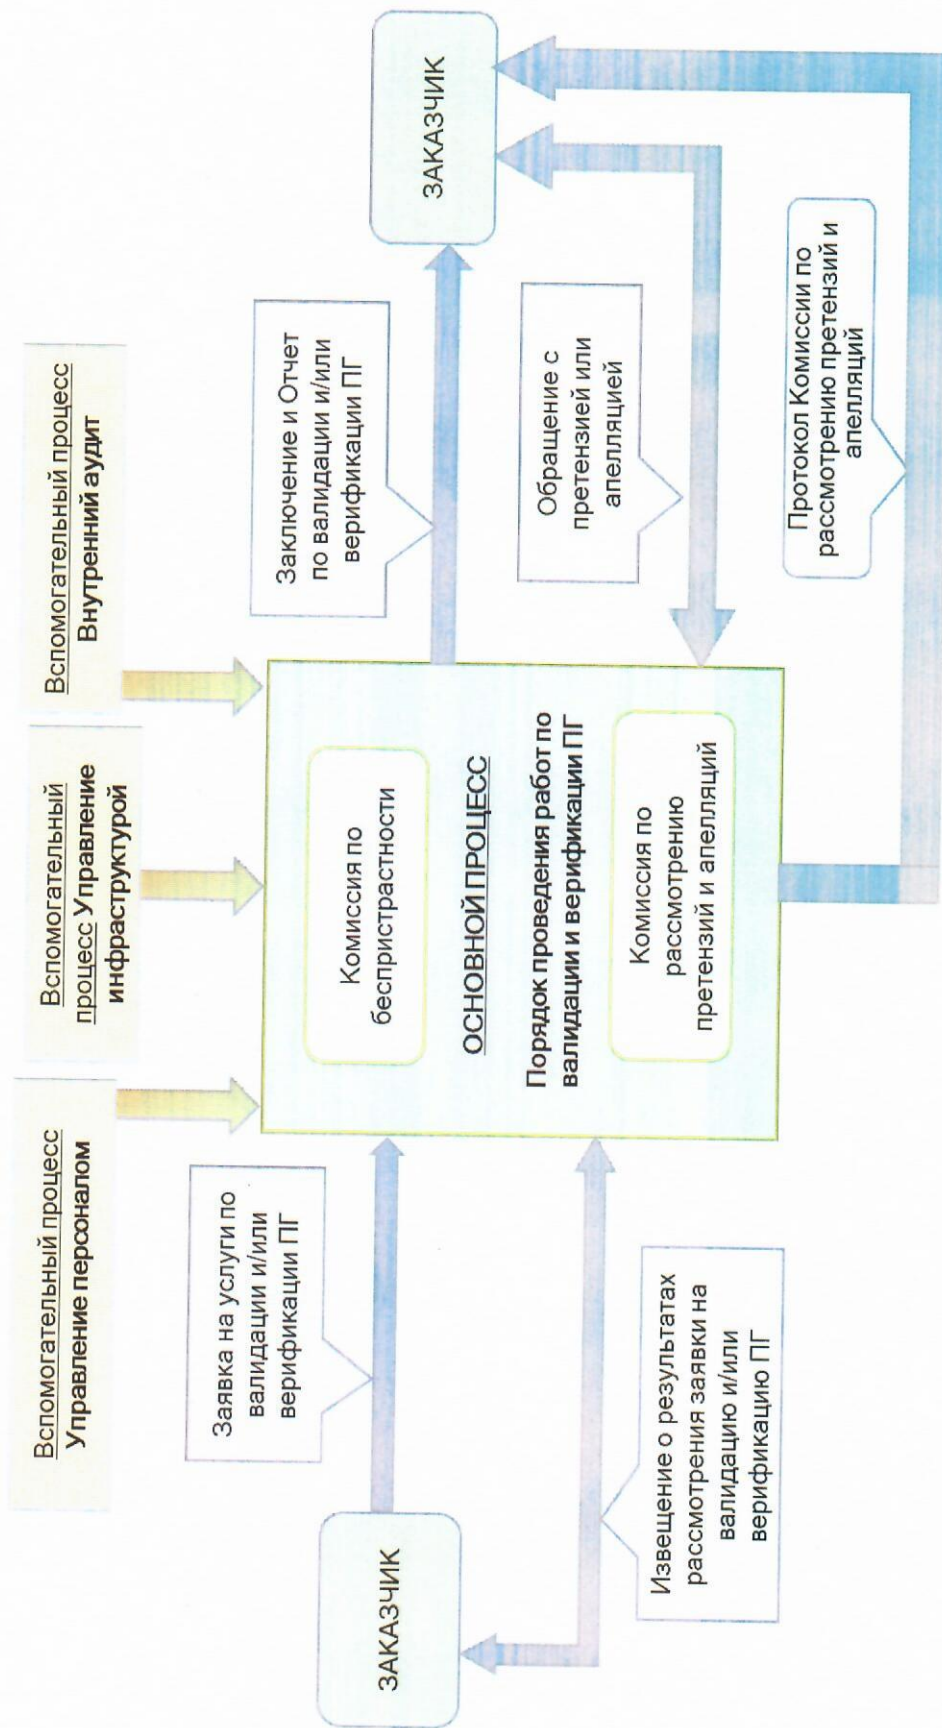 Вспомогательный процесс
Управление персоналом
Вспомогательный
процесс Управление
инфраструктурой
Вспомогательный процесс
Внутренний аудит
Заявка на услуги по
валидации и/или
верификации ПГ
ЗАКАЗЧИК
Извещение о результатах
рассмотрения заявки на
валидацию и/или
верификацию ПГ
Комиссия по
беспристрастности
ОСНОВНОЙ ПРОЦЕСС
Порядок проведения работ по
валидации и верификации ПГ
Комиссия по
рассмотрению
претензий и апелляций
Заключение и Отчет
по валидации и/или
верификации ПГ
ЗАКАЗЧИК
Обращение с
претензией или
апелляцией
Протокол Комиссии по
рассмотрению претензий и
апелляций